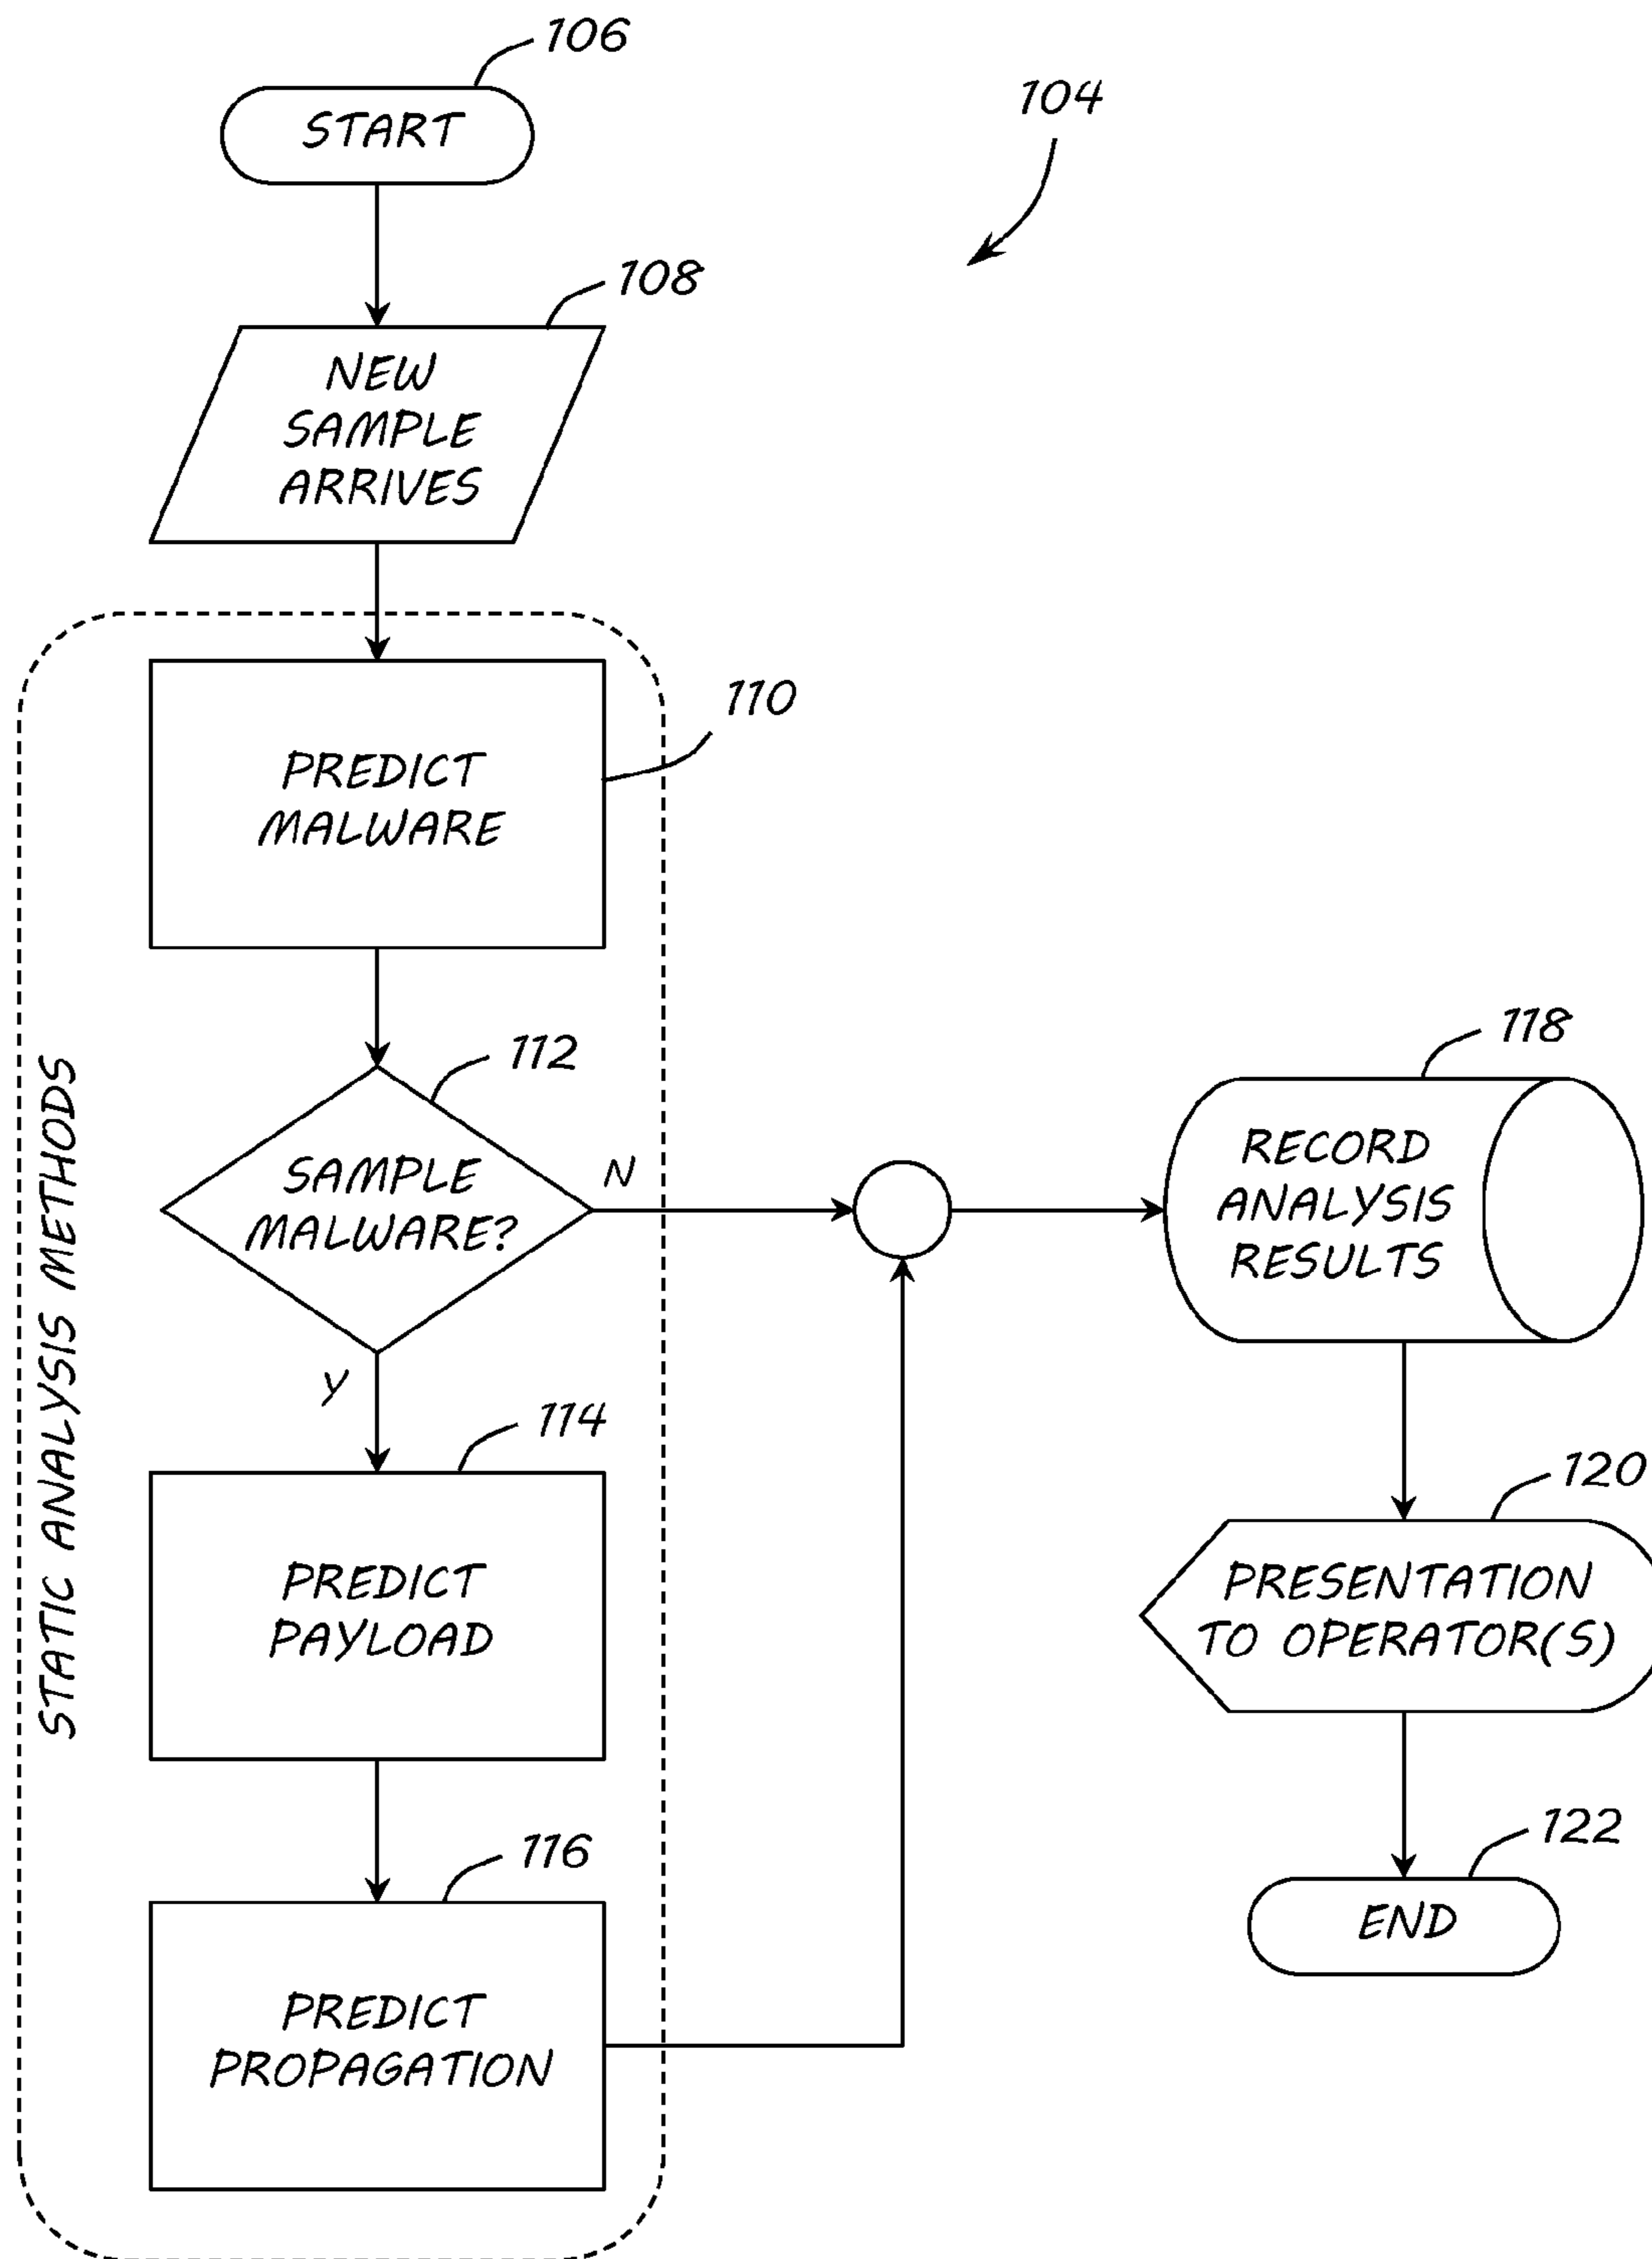 106
START
104
108
NEW
SAMPLE
ARRIVES
110
PREDICT
MALWARE
112
SAMPLE
MALWARE?
N
Y
114
PREDICT
PAYLOAD
116
PREDICT
PROPAGATION
STATIC ANALYSIS METHODS
118
RECORD
ANALYSIS
RESULTS
120
PRESENTATION
TO OPERATOR(S)
122
END